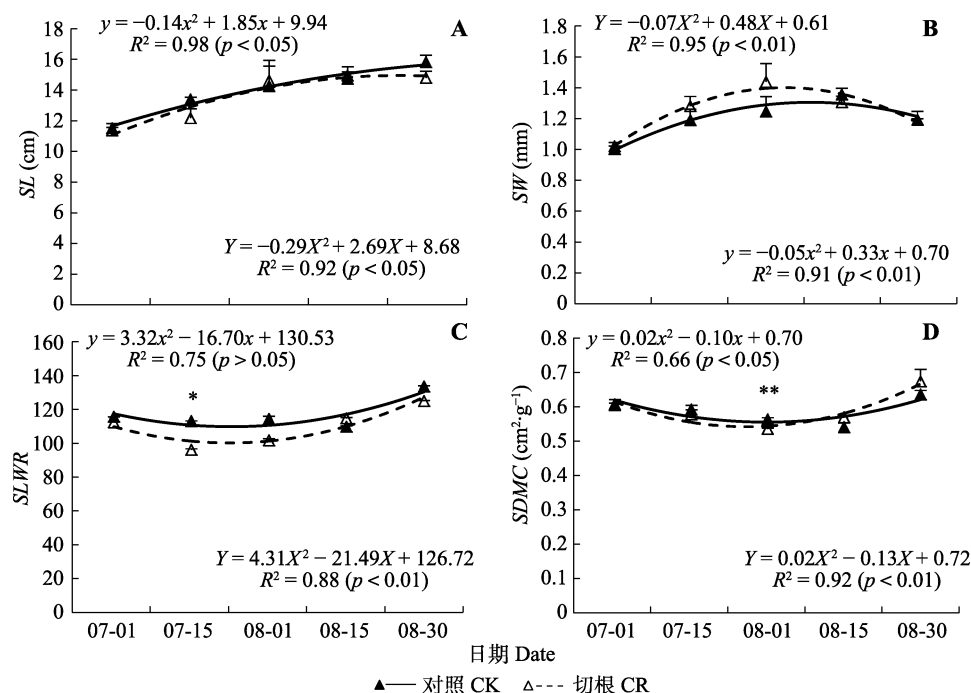 y = −0.14x² + 1.85x + 9.94
R² = 0.98 (p < 0.05)
A
18
16
14
12
10
8
6
4
2
0
SL (cm)
Y = −0.29X² + 2.69X + 8.68
R² = 0.92 (p < 0.05)
Y = −0.07X² + 0.48X + 0.61
R² = 0.95 (p < 0.01)
B
1.8
1.6
1.4
1.2
1.0
0.8
0.6
0.4
0.2
0
SW (mm)
y = −0.05x² + 0.33x + 0.70
R² = 0.91 (p < 0.01)
y = 3.32x² − 16.70x + 130.53
R² = 0.75 (p > 0.05)
C
160
140
120
100
80
60
40
20
0
SLWR
*
Y = 4.31X² − 21.49X + 126.72
R² = 0.88 (p < 0.01)
07-01 07-15 08-01 08-15 08-30
y = 0.02x² − 0.10x + 0.70
R² = 0.66 (p < 0.05)
D
0.8
0.7
0.6
0.5
0.4
0.3
0.2
0.1
0
SDMC (cm²·g⁻¹)
**
Y = 0.02X² − 0.13X + 0.72
R² = 0.92 (p < 0.01)
07-01 07-15 08-01 08-15 08-30
日期 Date
对照 CK 切根 CR